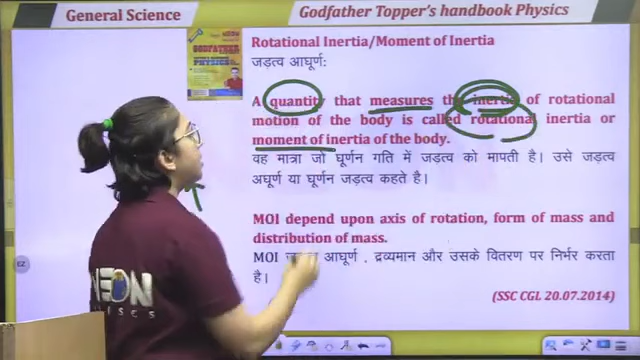 General Science
Godfather Topper's handbook Physics
GODFATHER
PHYSICS
Rotational Inertia/Moment of Inertia
जड़त्व आघूर्ण:
A quantity that measures the inertia of rotational
motion of the body is called rotational inertia or
moment of inertia of the body.
वह मात्रा जो घूर्णन गति में जड़त्व को मापती है। उसे जड़त्व
अघूर्ण या घूर्णन जड़त्व कहते है।
MOI depend upon axis of rotation, form of mass and
distribution of mass.
MOI आघूर्ण , द्रव्यमान और उसके वितरण पर निर्भर करता
है।
(SSC CGL 20.07.2014)
EZ
NEON